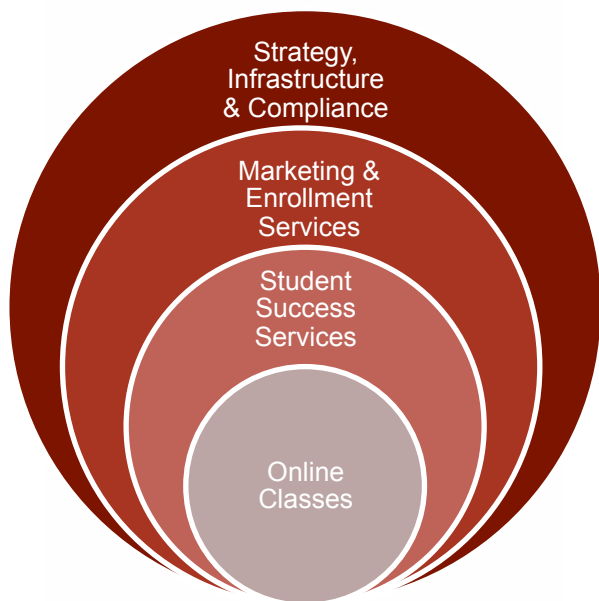 Strategy,
Infrastructure
& Compliance
Marketing &
Enrollment
Services
Student
Success
Services
Online
Classes